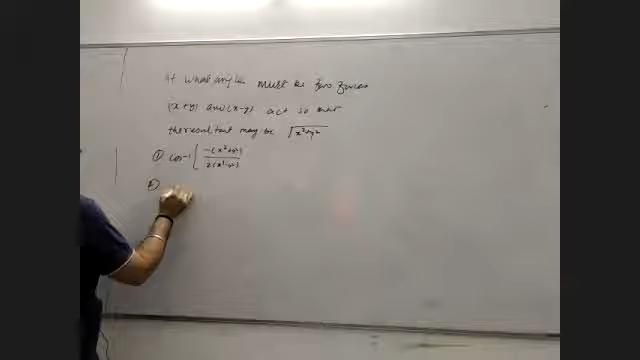 At what angle must be two forces
(x+y) and (x-y) act so that
the resultant may be √x²+y²
① cos⁻¹ [ -(x²+y²) / 2(x²-y²)
②